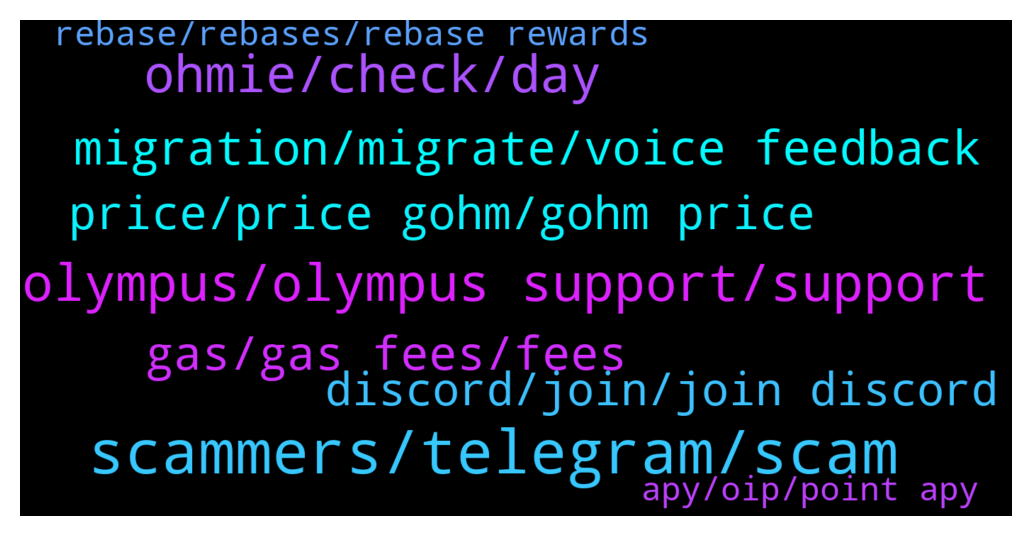 rebase/rebases/rebase rewards
ohmie/check/day
migration/migrate/voice feedback
price/price gohm/gohm price
olympus/olympus support/support
gas/gas fees/fees
discord/join/join discord
scammers/telegram/scam
apy/oip/point apy